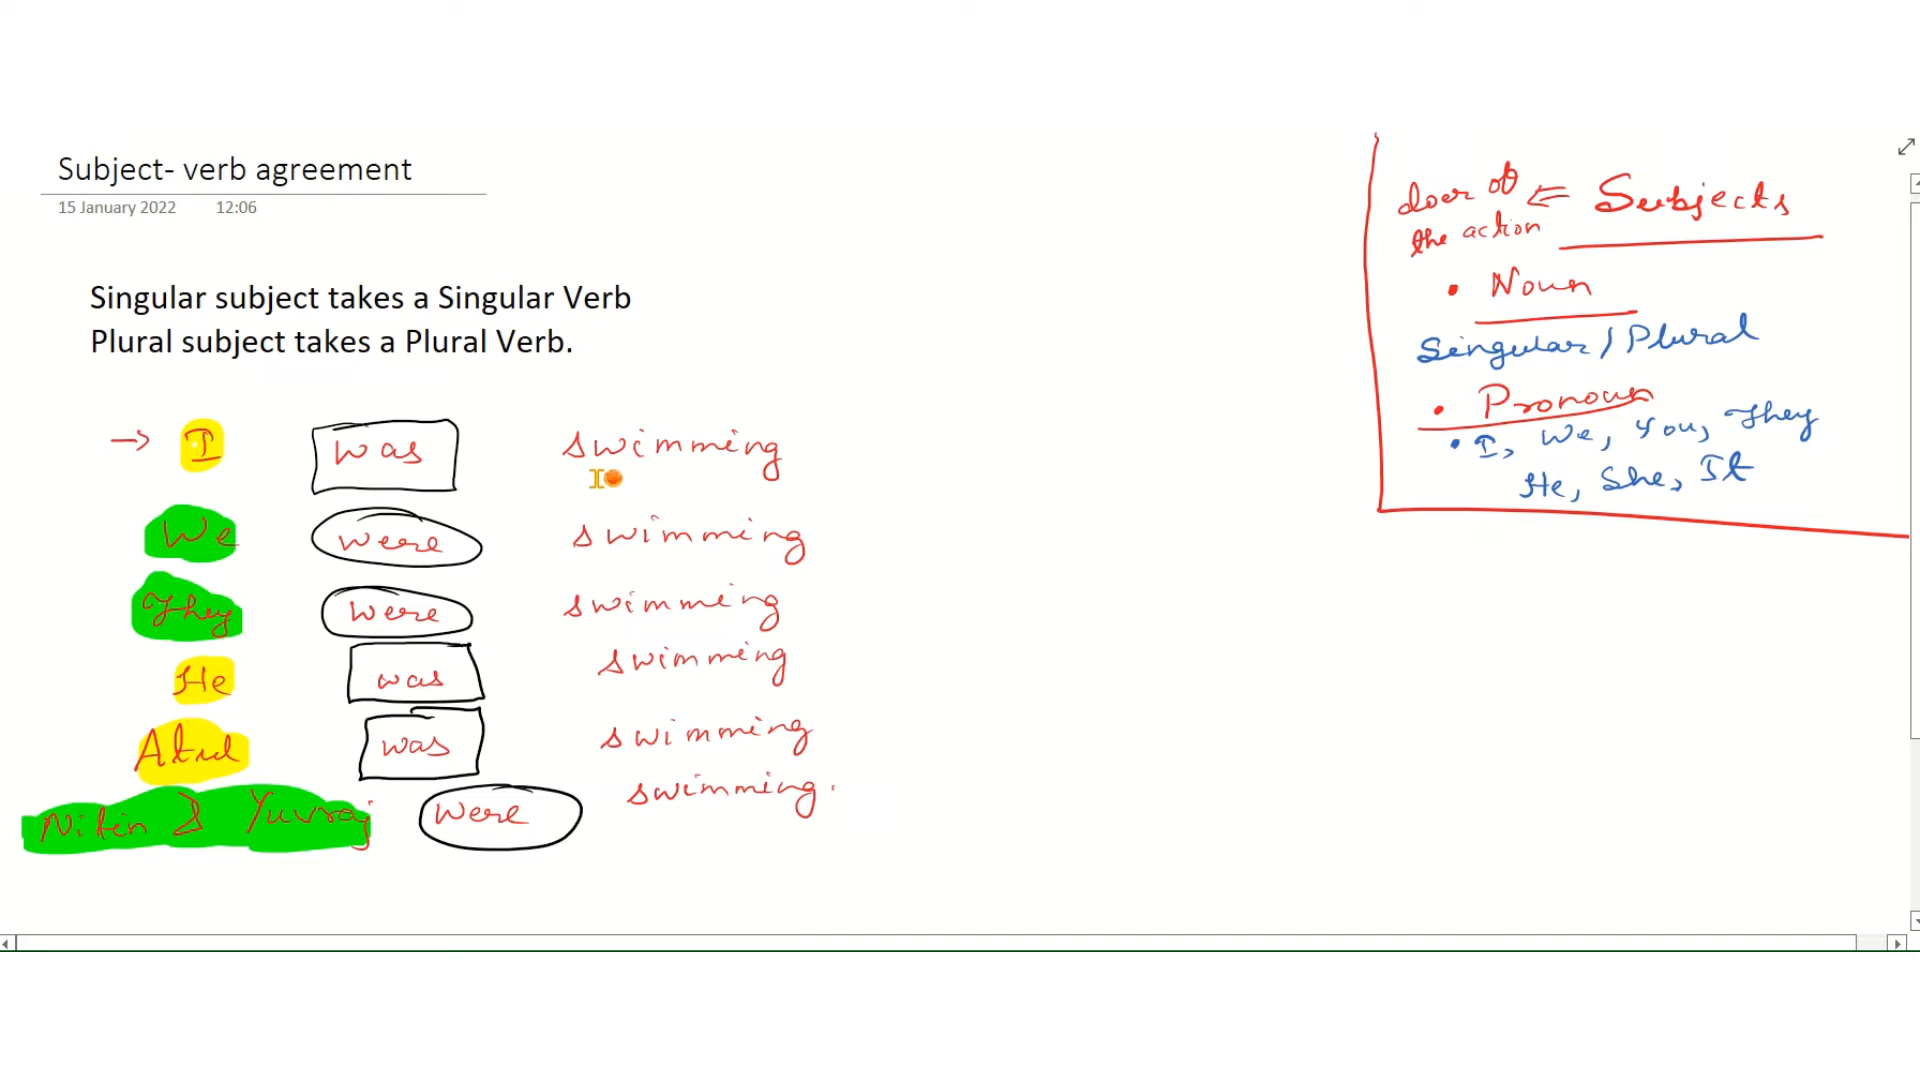 Subject- verb agreement
15 January 2022 12:06
Singular subject takes a Singular Verb
Plural subject takes a Plural Verb.
→ I was swimming
We were swimming
They were swimming
He was swimming
Atul was swimming
Nitin & Yuvraj were swimming.
doer of ⇐ Subjects
the action
• Noun
Singular / Plural
• Pronoun
• I, We, You, They
He, She, It